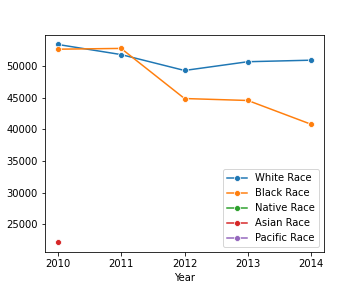 50000
45000
40000
35000
30000
25000
2010 2011 2012 2013 2014
Year
White Race
Black Race
Native Race
Asian Race
Pacific Race